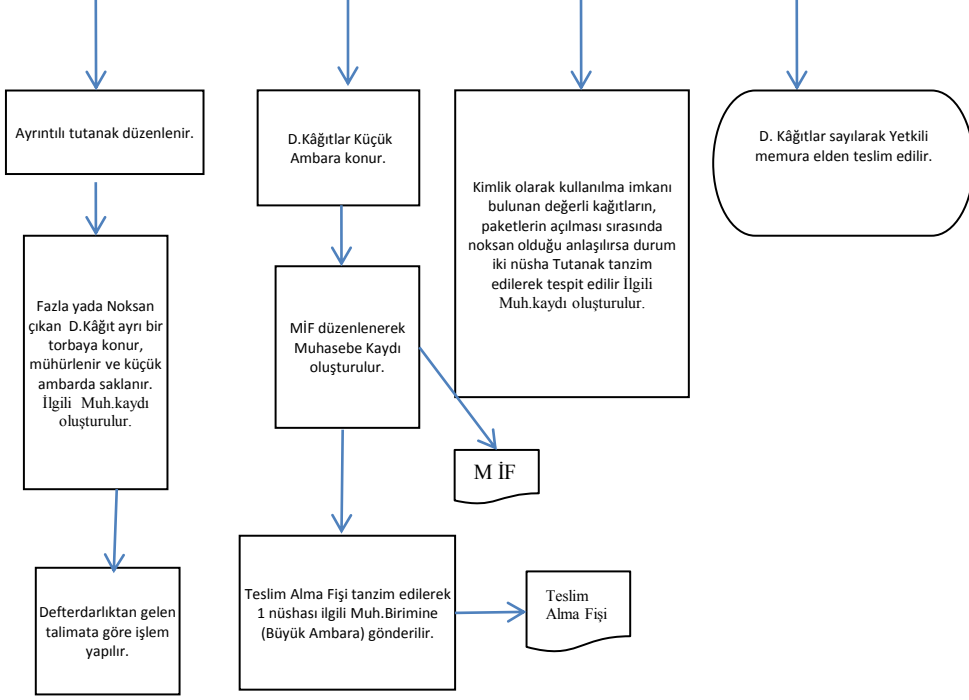 Ayrıntılı tutanak düzenlenir.
Fazla yada Noksan
çıkan D.Kâğıt ayrı bir
torbaya konur,
mühürlenir ve küçük
ambarda saklanır.
İlgili Muh.kaydı
oluşturulur.
Defterdarlıktan gelen
talimata göre işlem
yapılır.
D.Kâğıtlar Küçük
Ambara konur.
MİF düzenlenerek
Muhasebe Kaydı
oluşturulur.
M İF
Teslim Alma Fişi tanzim edilerek
1 nüshası ilgili Muh.Birimine
(Büyük Ambara) gönderilir.
Teslim
Alma Fişi
Kimlik olarak kullanılma imkanı
bulunan değerli kağıtların,
paketlerin açılması sırasında
noksan olduğu anlaşılırsa durum
iki nüsha Tutanak tanzim
edilerek tespit edilir İlgili
Muh.kaydı oluşturulur.
D. Kâğıtlar sayılarak Yetkili
memura elden teslim edilir.